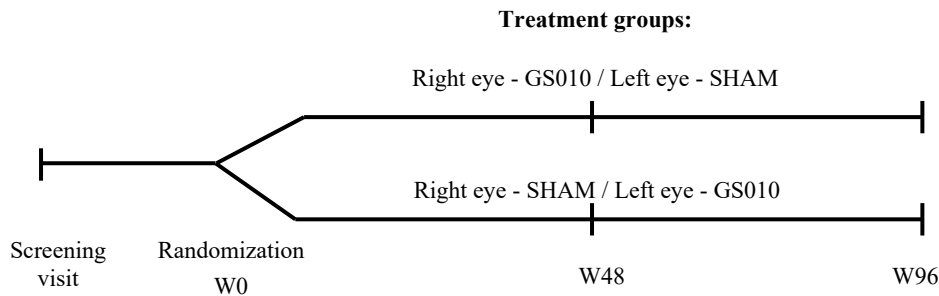 Treatment groups:
Right eye - GS010 / Left eye - SHAM
Right eye - SHAM / Left eye - GS010
Screening
visit
Randomization
W0
W48
W96